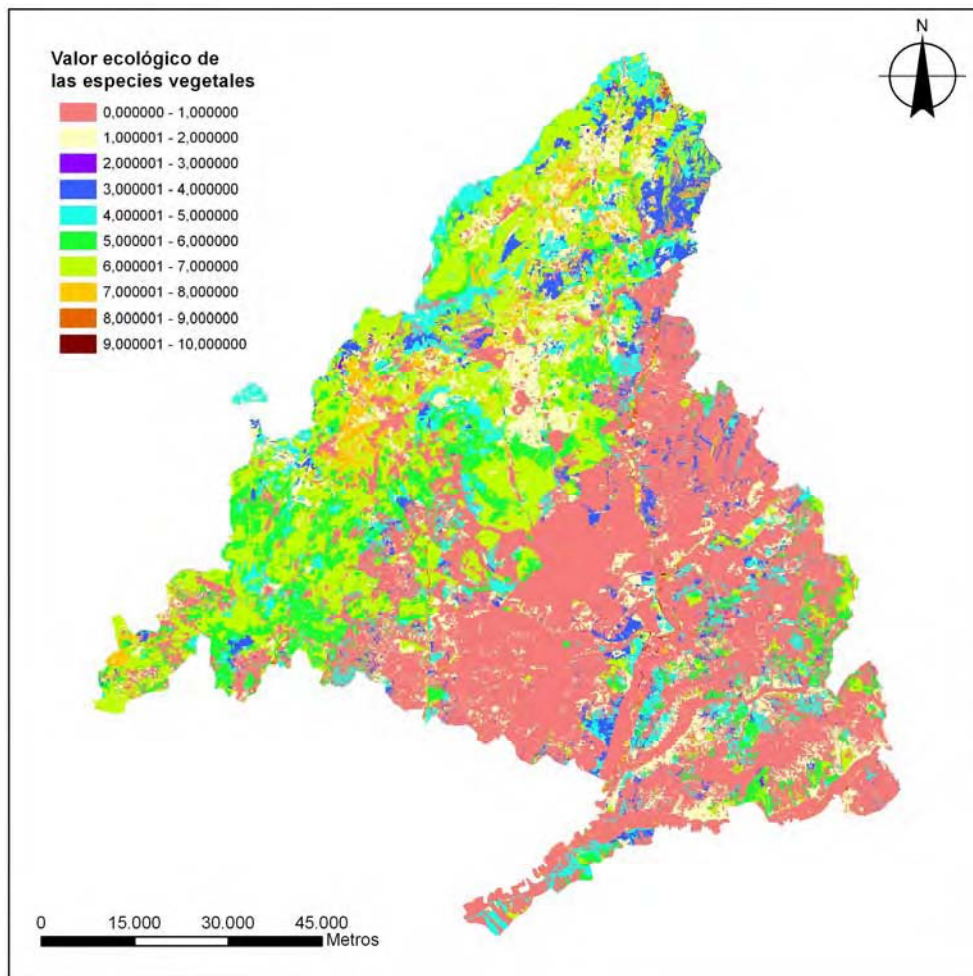 N
Valor ecológico de
las especies vegetales
0,000000 - 1,000000
1,000001 - 2,000000
2,000001 - 3,000000
3,000001 - 4,000000
4,000001 - 5,000000
5,000001 - 6,000000
6,000001 - 7,000000
7,000001 - 8,000000
8,000001 - 9,000000
9,000001 - 10,000000
0 15.000 30.000 45.000
Metros